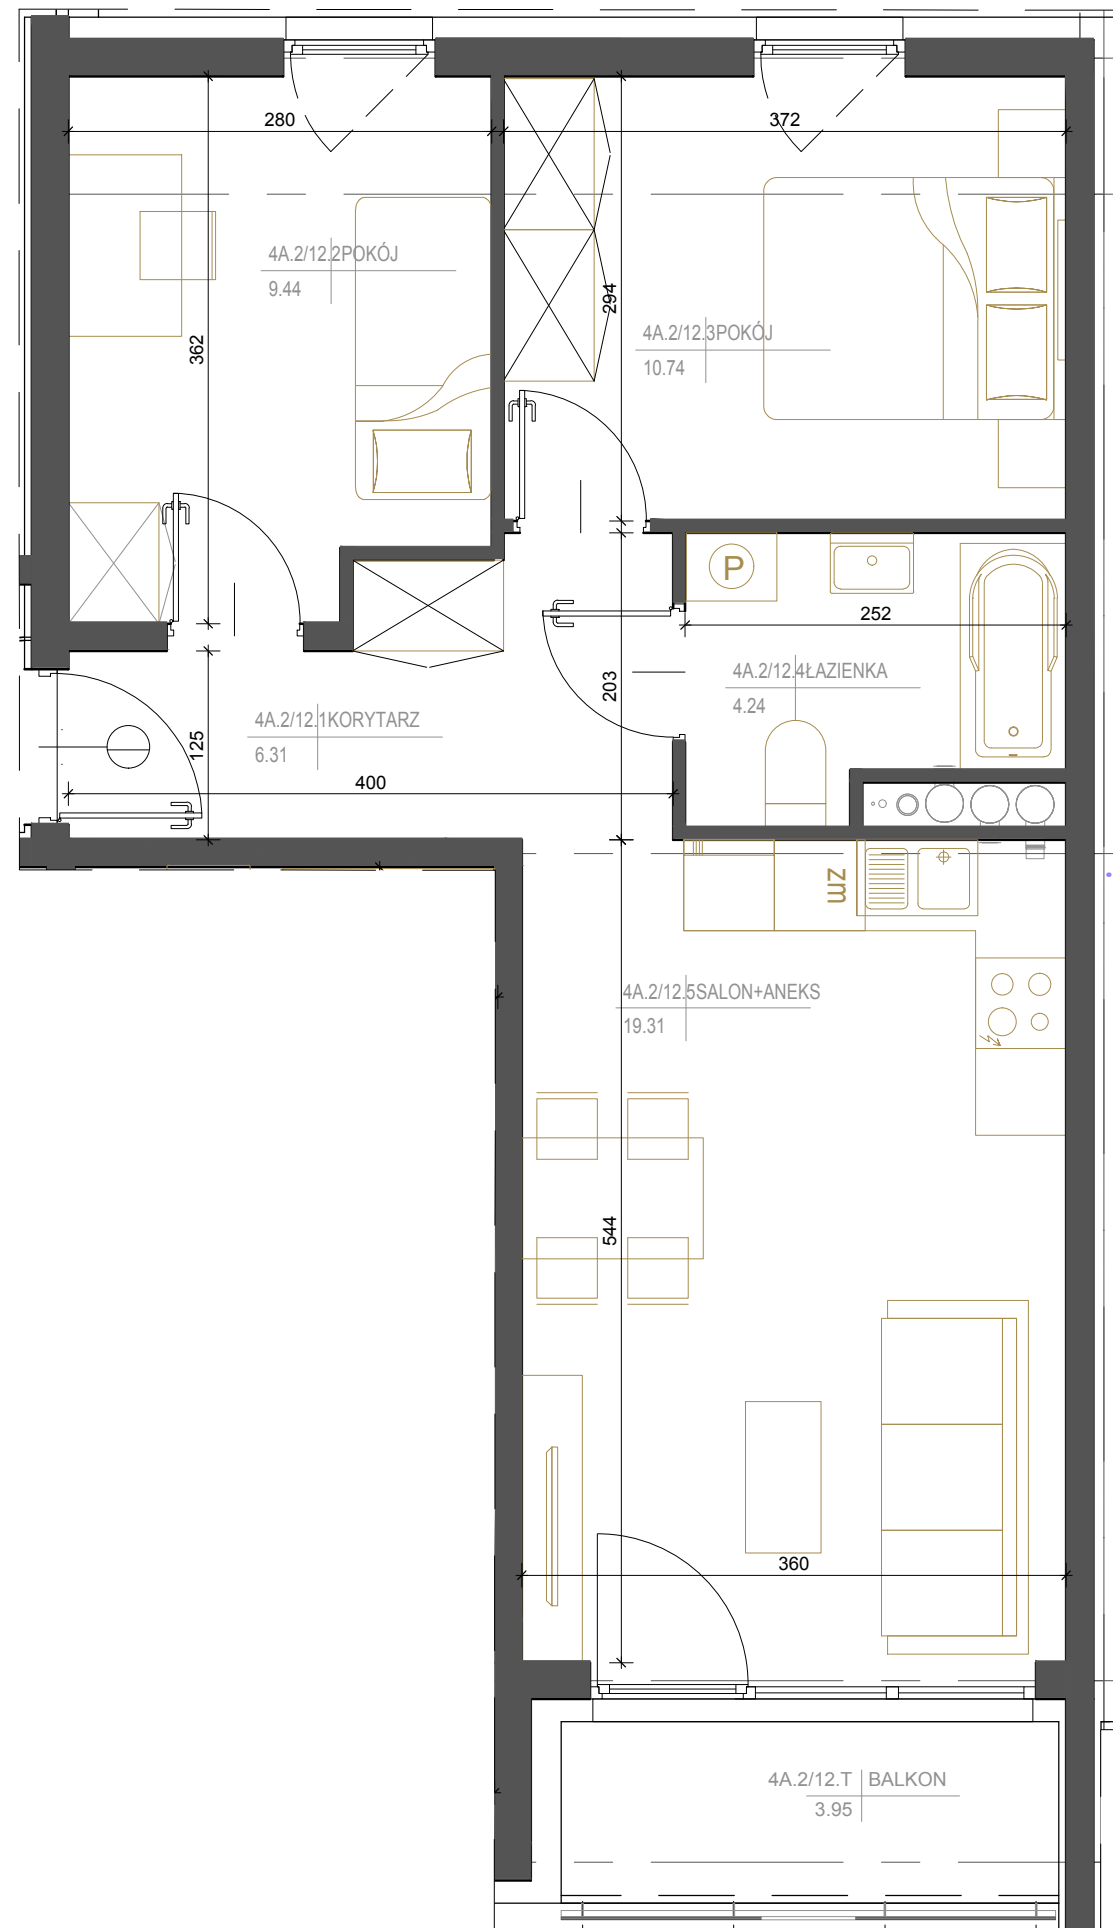 280
372
4A.2/12.2POKÓJ
9.44
294
4A.2/12.3POKÓJ
10.74
362
P
252
4A.2/12.4ŁAZIENKA
4.24
203
4A.2/12.1KORYTARZ
6.31
125
400
zm
4A.2/12.5SALON+ANEKS
19.31
544
360
4A.2/12.T BALKON
3.95